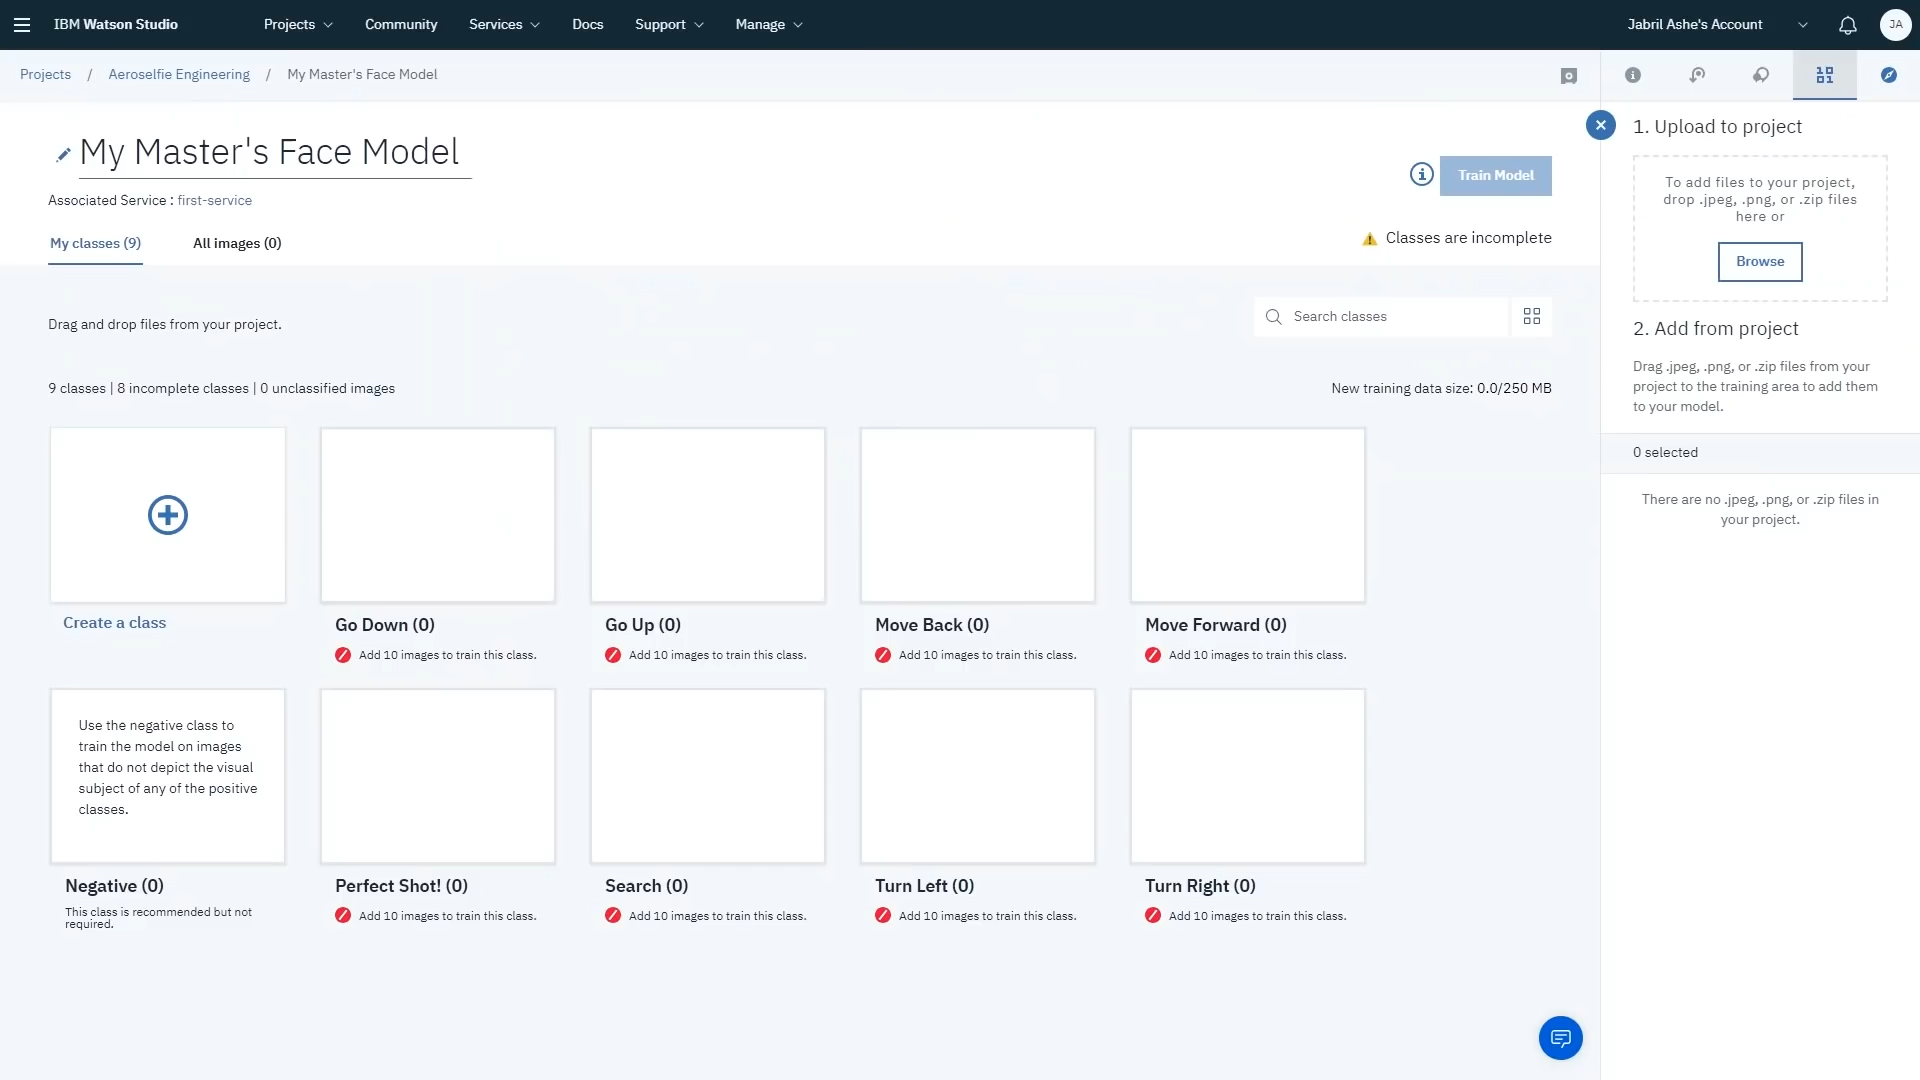 IBM Watson Studio
Projects
Community
Services
Docs
Support
Manage
Jabril Ashe's Account
JA
Projects / Aeroselfie Engineering / My Master's Face Model
My Master's Face Model
Train Model
Associated Service : first-service
My classes (9)
All images (0)
Classes are incomplete
Drag and drop files from your project.
Search classes
9 classes | 8 incomplete classes | 0 unclassified images
New training data size: 0.0/250 MB
Create a class
Go Down (0)
Add 10 images to train this class.
Go Up (0)
Add 10 images to train this class.
Move Back (0)
Add 10 images to train this class.
Move Forward (0)
Add 10 images to train this class.
Use the negative class to
train the model on images
that do not depict the visual
subject of any of the positive
classes.
Negative (0)
This class is recommended but not
required.
Perfect Shot! (0)
Add 10 images to train this class.
Search (0)
Add 10 images to train this class.
Turn Left (0)
Add 10 images to train this class.
Turn Right (0)
Add 10 images to train this class.
1. Upload to project
To add files to your project,
drop .jpeg, .png, or .zip files
here or
Browse
2. Add from project
Drag .jpeg, .png, or .zip files from your
project to the training area to add them
to your model.
0 selected
There are no .jpeg, .png, or .zip files in
your project.